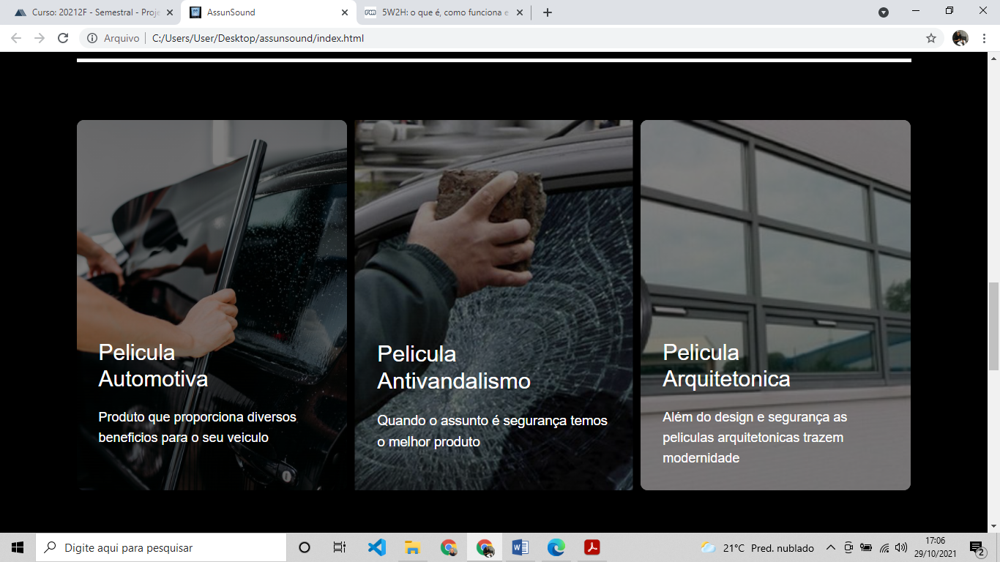 Curso: 20212F - Semestral - Proje
AssunSound
5W2H: o que é, como funciona e
Arquivo
C:/Users/User/Desktop/assunsound/index.html
Pelicula
Automotiva
Produto que proporciona diversos
beneficios para o seu veiculo
Pelicula
Antivandalismo
Quando o assunto é segurança temos
o melhor produto
Pelicula
Arquitetonica
Além do design e segurança as
peliculas arquitetonicas trazem
modernidade
Digite aqui para pesquisar
21°C Pred. nublado
17:06
29/10/2021
2